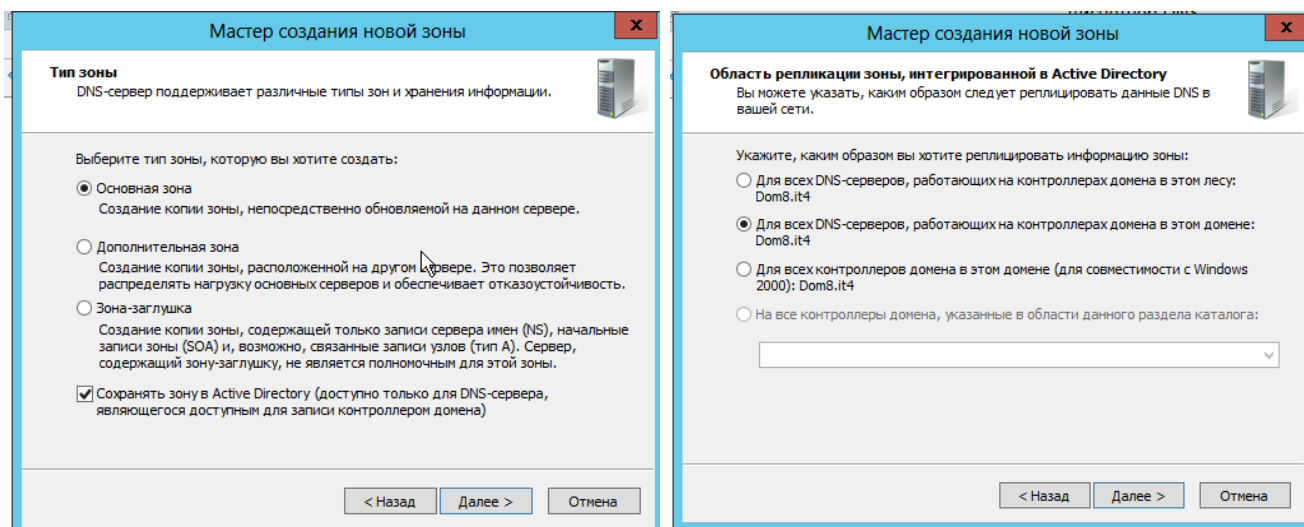 Мастер создания новой зоны
x
Тип зоны
DNS-сервер поддерживает различные типы зон и хранения информации.
Выберите тип зоны, которую вы хотите создать:
Основная зона
Создание копии зоны, непосредственно обновляемой на данном сервере.
Дополнительная зона
Создание копии зоны, расположенной на другом сервере. Это позволяет
распределять нагрузку основных серверов и обеспечивает отказоустойчивость.
Зона-заглушка
Создание копии зоны, содержащей только записи сервера имен (NS), начальные
записи зоны (SOA) и, возможно, связанные записи узлов (тип A). Сервер,
содержащий зону-заглушку, не является полномочным для этой зоны.
Сохранять зону в Active Directory (доступно только для DNS-сервера,
являющегося доступным для записи контроллером домена)
< Назад Далее > Отмена
Мастер создания новой зоны
x
Область репликации зоны, интегрированной в Active Directory
Вы можете указать, каким образом следует реплицировать данные DNS в
вашей сети.
Укажите, каким образом вы хотите реплицировать информацию зоны:
Для всех DNS-серверов, работающих на контроллерах домена в этом лесу:
Dom8.it4
Для всех DNS-серверов, работающих на контроллерах домена в этом домене:
Dom8.it4
Для всех контроллеров домена в этом домене (для совместимости с Windows
2000): Dom8.it4
На все контроллеры домена, указанные в области данного раздела каталога:
< Назад Далее > Отмена